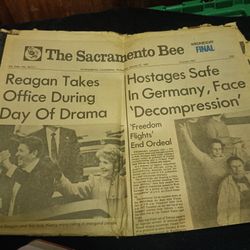 The Sacramento Bee
WEDNESDAY
FINAL
Reagan Takes
Office During
Day Of Drama
Hostages Safe
In Germany, Face
'Decompression'
'Freedom
Flights'
End Ordeal